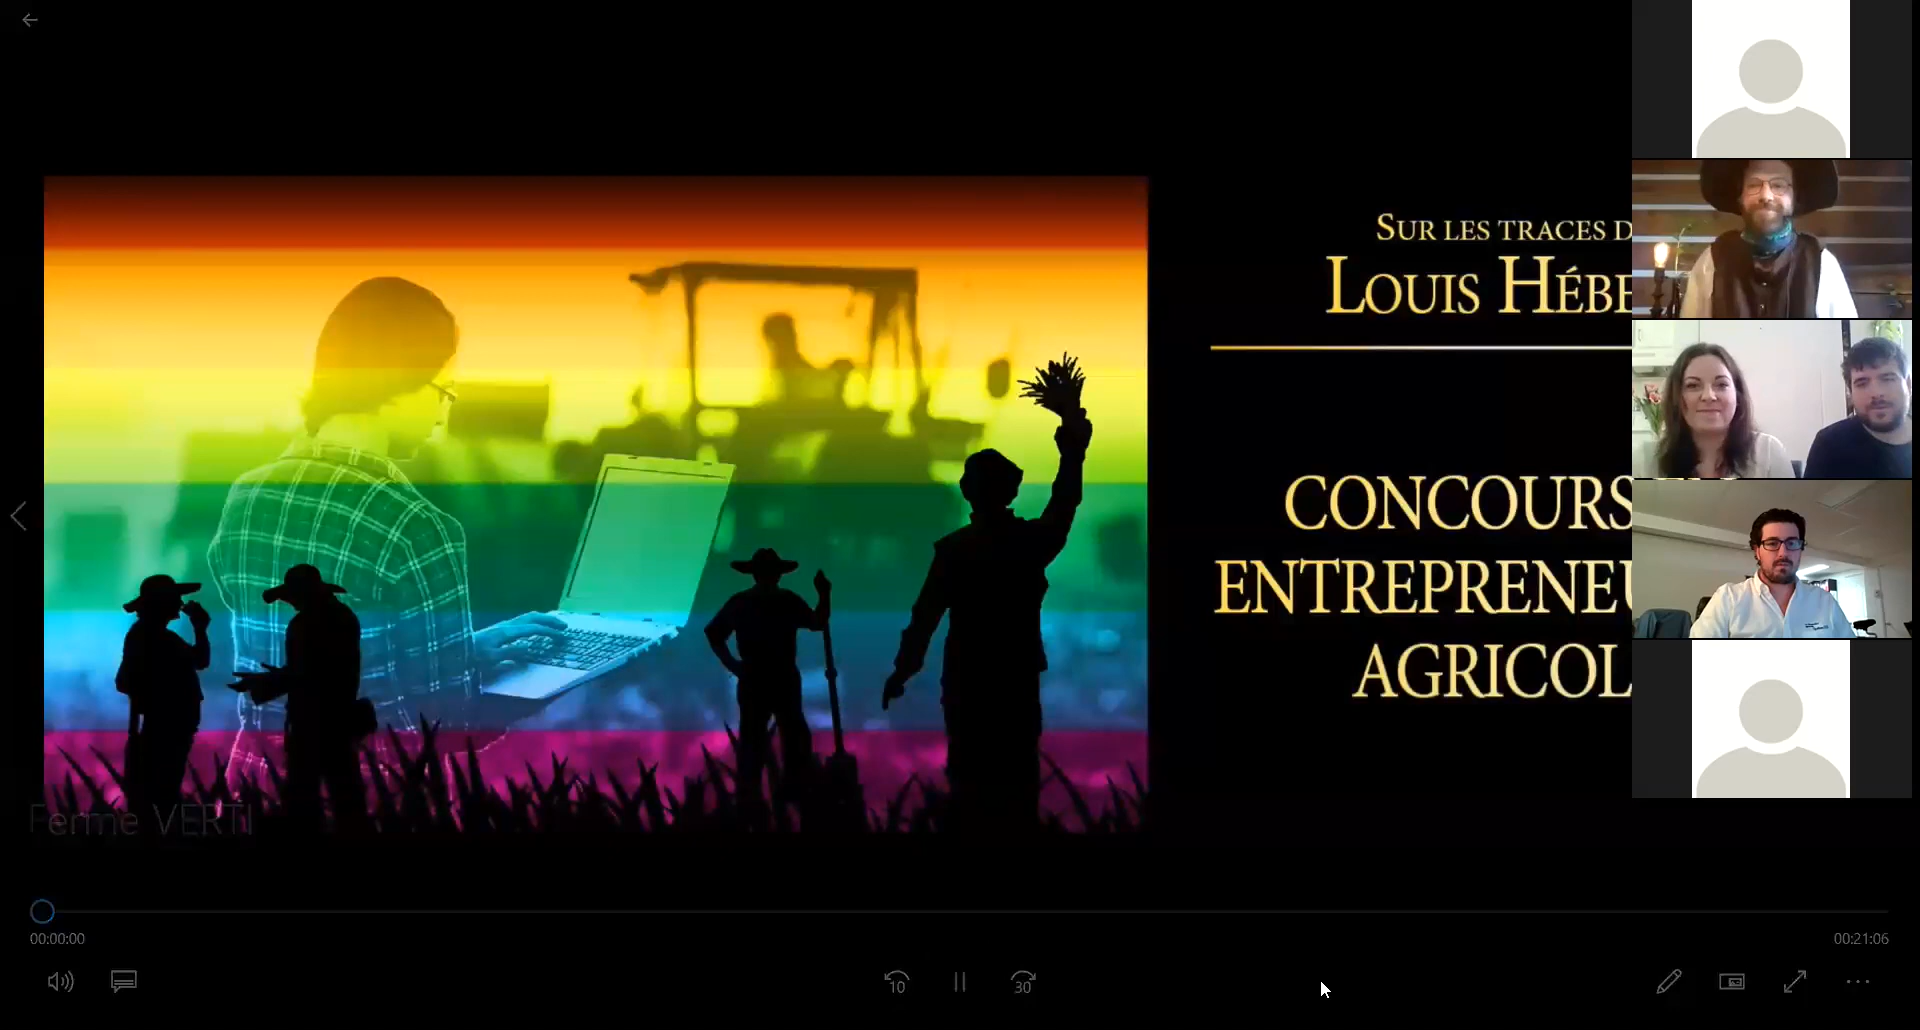 SUR LES TRACES D
LOUIS HÉBE
CONCOURS
ENTREPRENEU
AGRICOL
Ferme VERTI
00:00:00
00:21:06
10
30